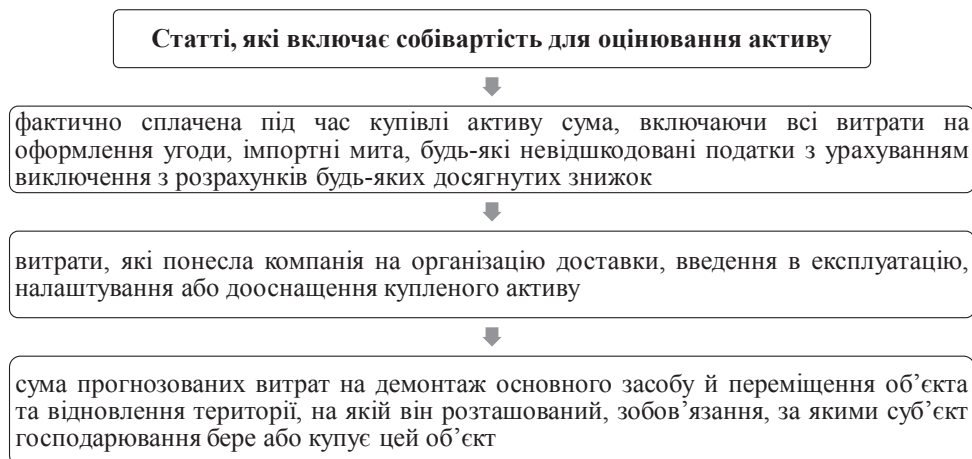 Статті, які включає собівартість для оцінювання активу
фактично сплачена під час купівлі активу сума, включаючи всі витрати на
оформлення угоди, імпортні мита, будь-які невідшкодовані податки з урахуванням
виключення з розрахунків будь-яких досягнутих знижок
витрати, які понесла компанія на організацію доставки, введення в експлуатацію,
налаштування або дооснащення купленого активу
сума прогнозованих витрат на демонтаж основного засобу й переміщення об’єкта
та відновлення території, на якій він розташований, зобов’язання, за якими суб’єкт
господарювання бере або купує цей об’єкт